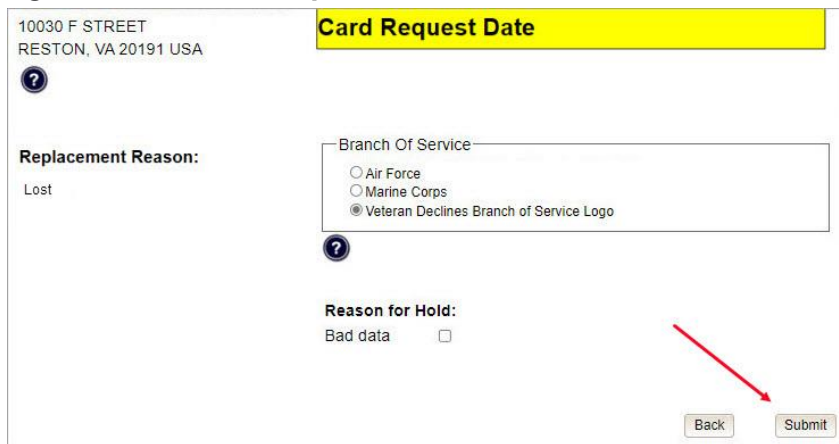 10030 F STREET
RESTON, VA 20191 USA
?
Card Request Date
Replacement Reason:
Lost
Branch Of Service
Air Force
Marine Corps
Veteran Declines Branch of Service Logo
?
Reason for Hold:
Bad data
Back
Submit